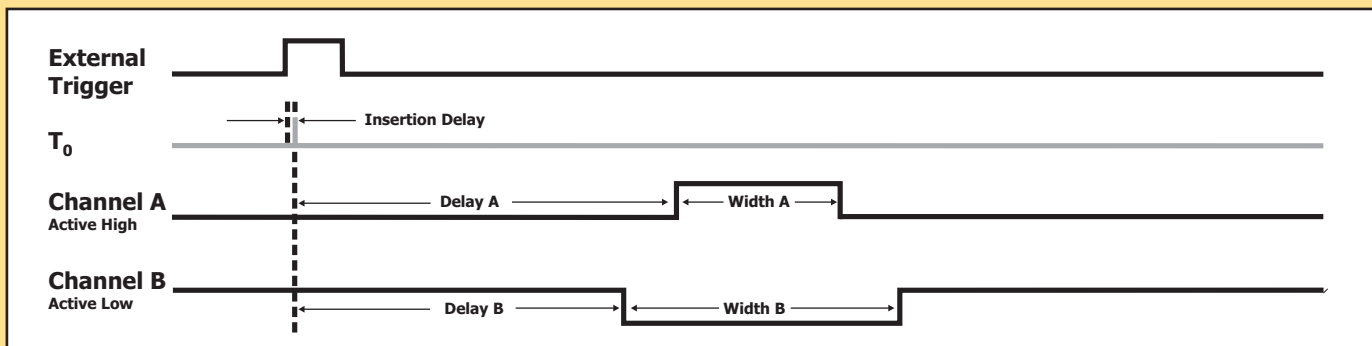 External
Trigger
Insertion Delay
T0
Channel A
Active High
Delay A
Width A
Channel B
Active Low
Delay B
Width B